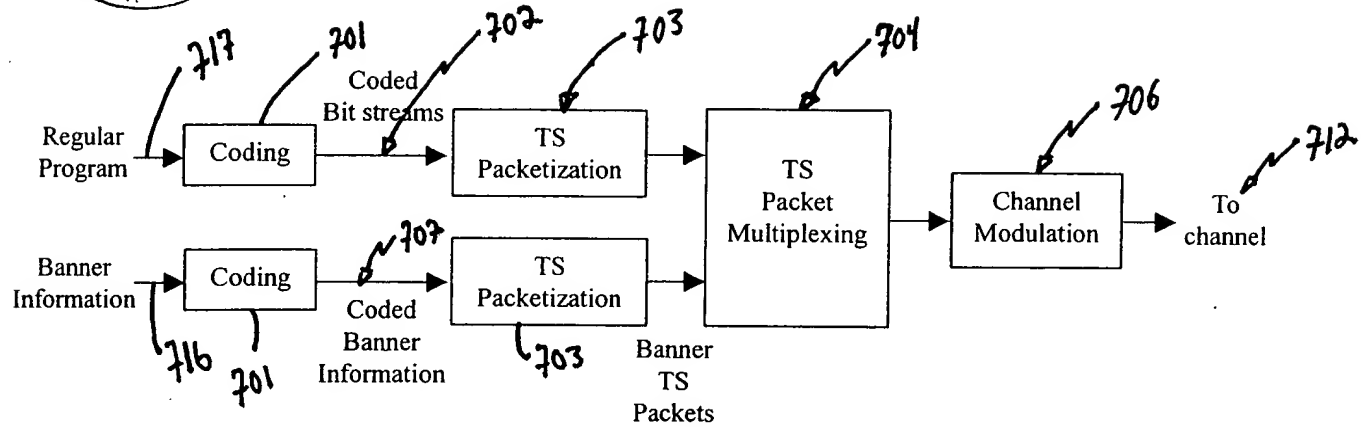 717
701
702
703
704
706
712
Coded
Bit streams
Regular
Program
Coding
TS
Packetization
TS
Packet
Multiplexing
Channel
Modulation
To
channel
Banner
Information
Coding
707
Coded
Banner
Information
TS
Packetization
Banner
TS
Packets
716
701
703